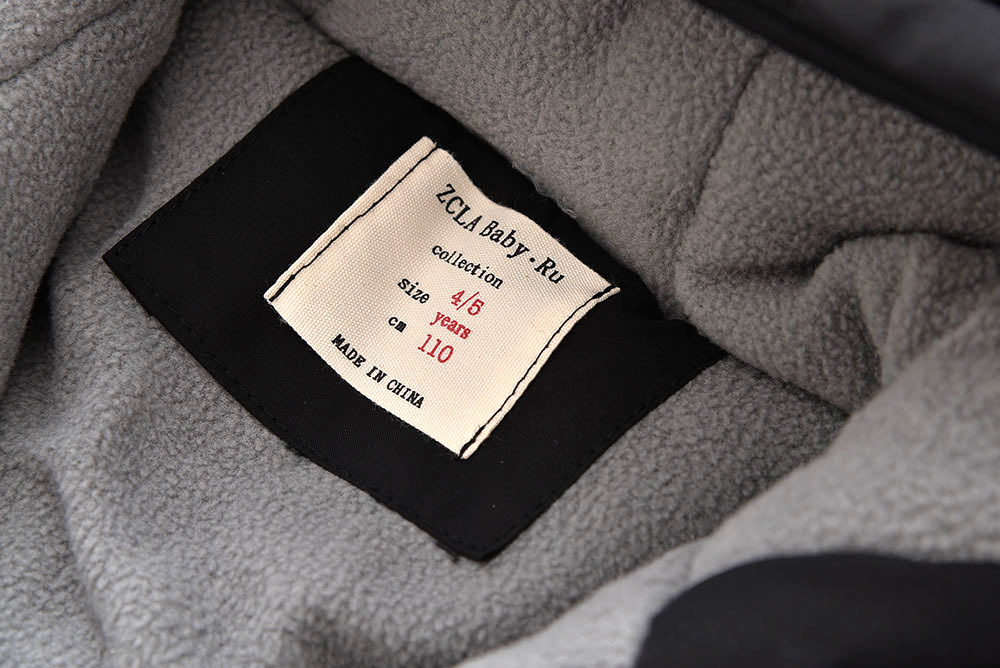 ZCLA Baby·Ru
collection
size 4/5
years
cm 110
MADE IN CHINA